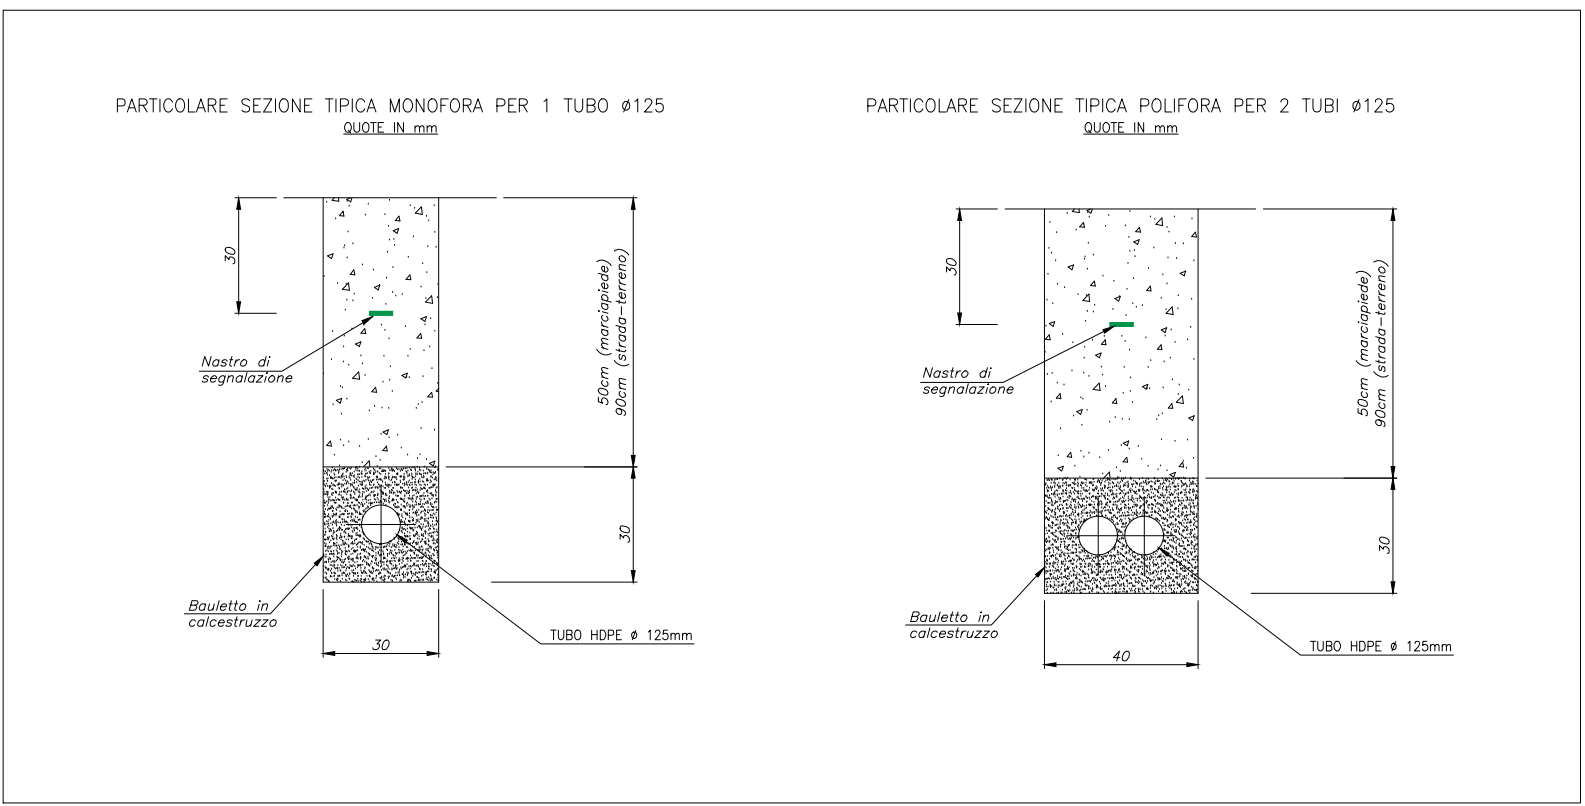 PARTICOLARE SEZIONE TIPICA MONOFORA PER 1 TUBO ø125
QUOTE IN mm
30
50cm (marciapiede)
90cm (strada-terreno)
Nastro di
segnalazione
30
Bauletto in
calcestruzzo
TUBO HDPE ø 125mm
30
PARTICOLARE SEZIONE TIPICA POLIFORA PER 2 TUBI ø125
QUOTE IN mm
30
50cm (marciapiede)
90cm (strada-terreno)
Nastro di
segnalazione
30
Bauletto in
calcestruzzo
TUBO HDPE ø 125mm
40